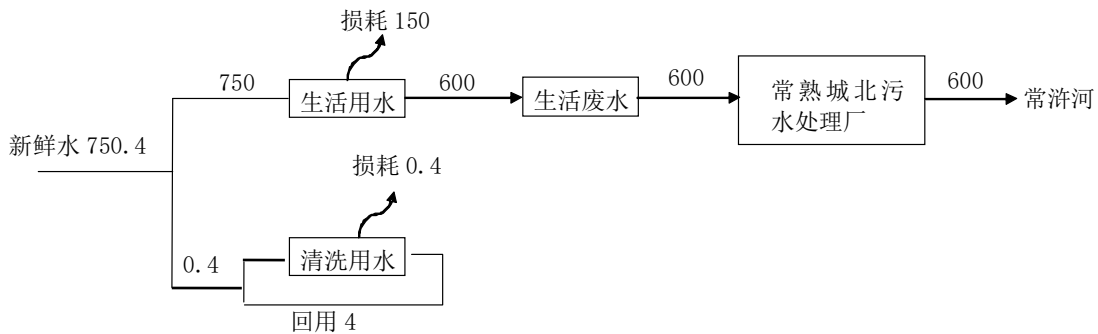 损耗 150
750
生活用水
600
生活废水
600
常熟城北污
水处理厂
600
常浒河
新鲜水 750.4
损耗 0.4
0.4
清洗用水
回用 4